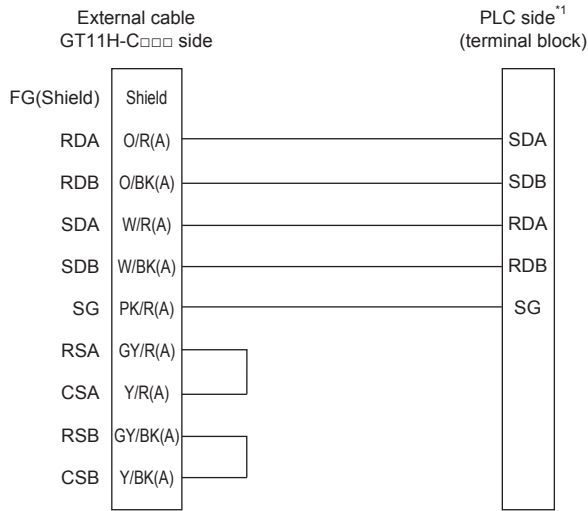 External cable
GT11H-C□□□ side
PLC side*1
(terminal block)
FG(Shield) Shield
RDA O/R(A) SDA
RDB O/BK(A) SDB
SDA W/R(A) RDA
SDB W/BK(A) RDB
SG PK/R(A) SG
RSA GY/R(A)
CSA Y/R(A)
RSB GY/BK(A)
CSB Y/BK(A)